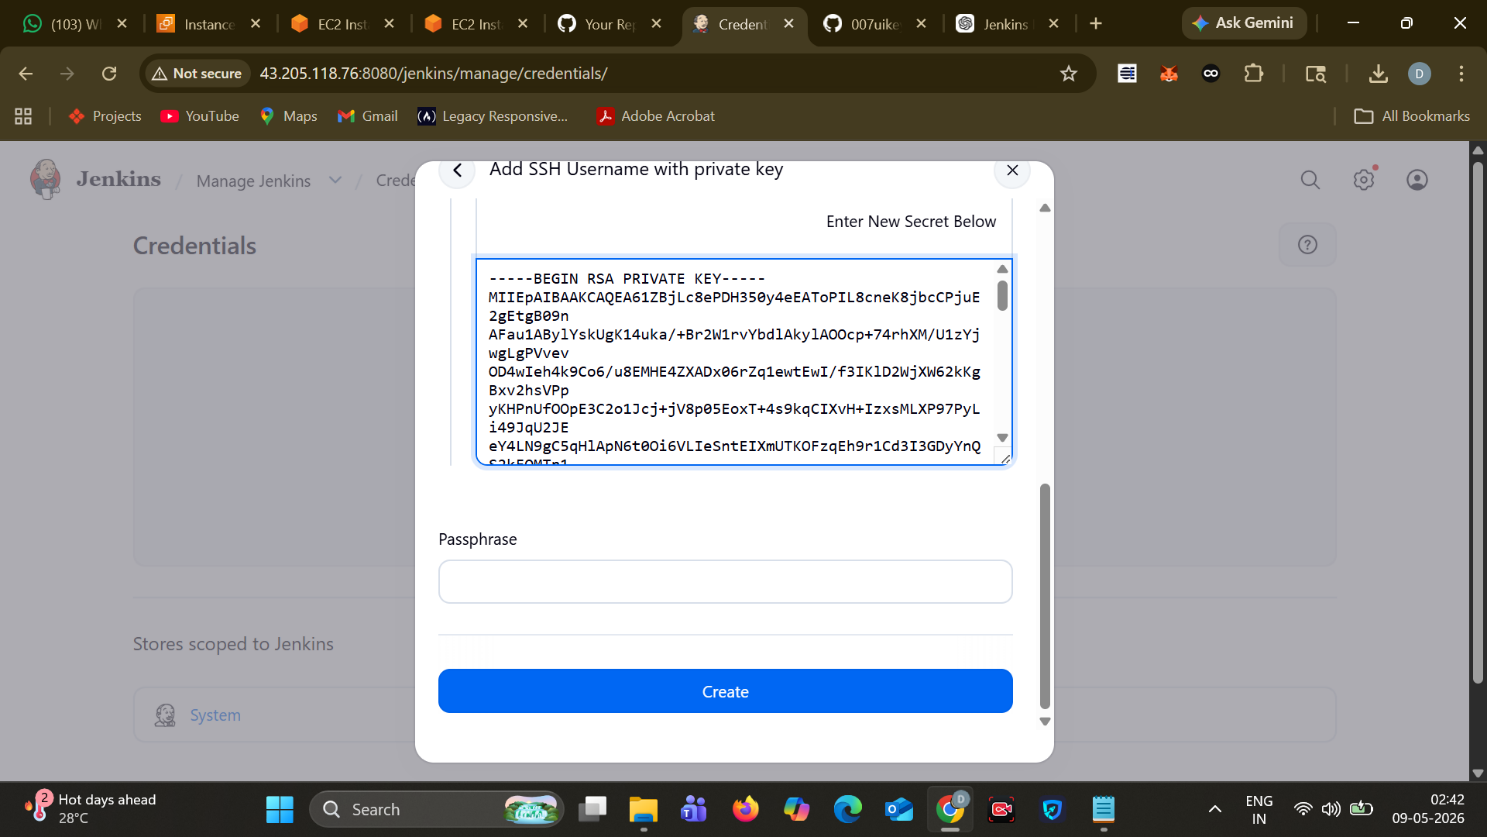 (103) W
Instance
EC2 Inst
EC2 Inst
Your Rep
Credent
007uike
Jenkins
Ask Gemini
Not secure
43.205.118.76:8080/jenkins/manage/credentials/
D
Projects
YouTube
Maps
Gmail
Legacy Responsive...
Adobe Acrobat
All Bookmarks
Jenkins / Manage Jenkins / Crede
Add SSH Username with private key
Credentials
Enter New Secret Below
-----BEGIN RSA PRIVATE KEY-----
MIIEpAIBAAKCAQEA61ZBjLc8ePDH350y4eEAToPIL8cneK8jbcCPjuE
2gEtgB09n
AFau1AByLYskUgK14uka/+Br2W1rvYbdlAkylAOOcp+74rhXM/U1zYj
wgLgPVvev
OD4wIeh4k9Co6/u8EMHE4ZXADx06rZq1ewtEwI/f3IKlD2WjXW62kKg
Bxv2hsVPp
yKHPnUfOOpE3C2o1Jcj+jV8p05EoxT+4s9kqCIXvH+IzxsMLXP97PyL
i49JqU2JE
eY4LN9gC5qHlApN6t0Oi6VLIeSntEIXmUTKOFzqEh9r1Cd3I3GDyYnQ
Passphrase
Create
Stores scoped to Jenkins
System
2
Hot days ahead
28°C
Search
D
ENG
IN
02:42
09-05-2026